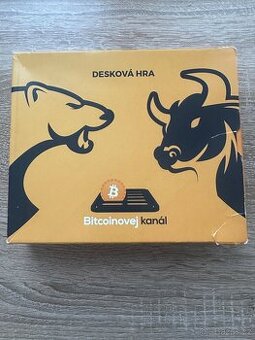 DESKOVÁ HRA
Bitcoinovej kanál